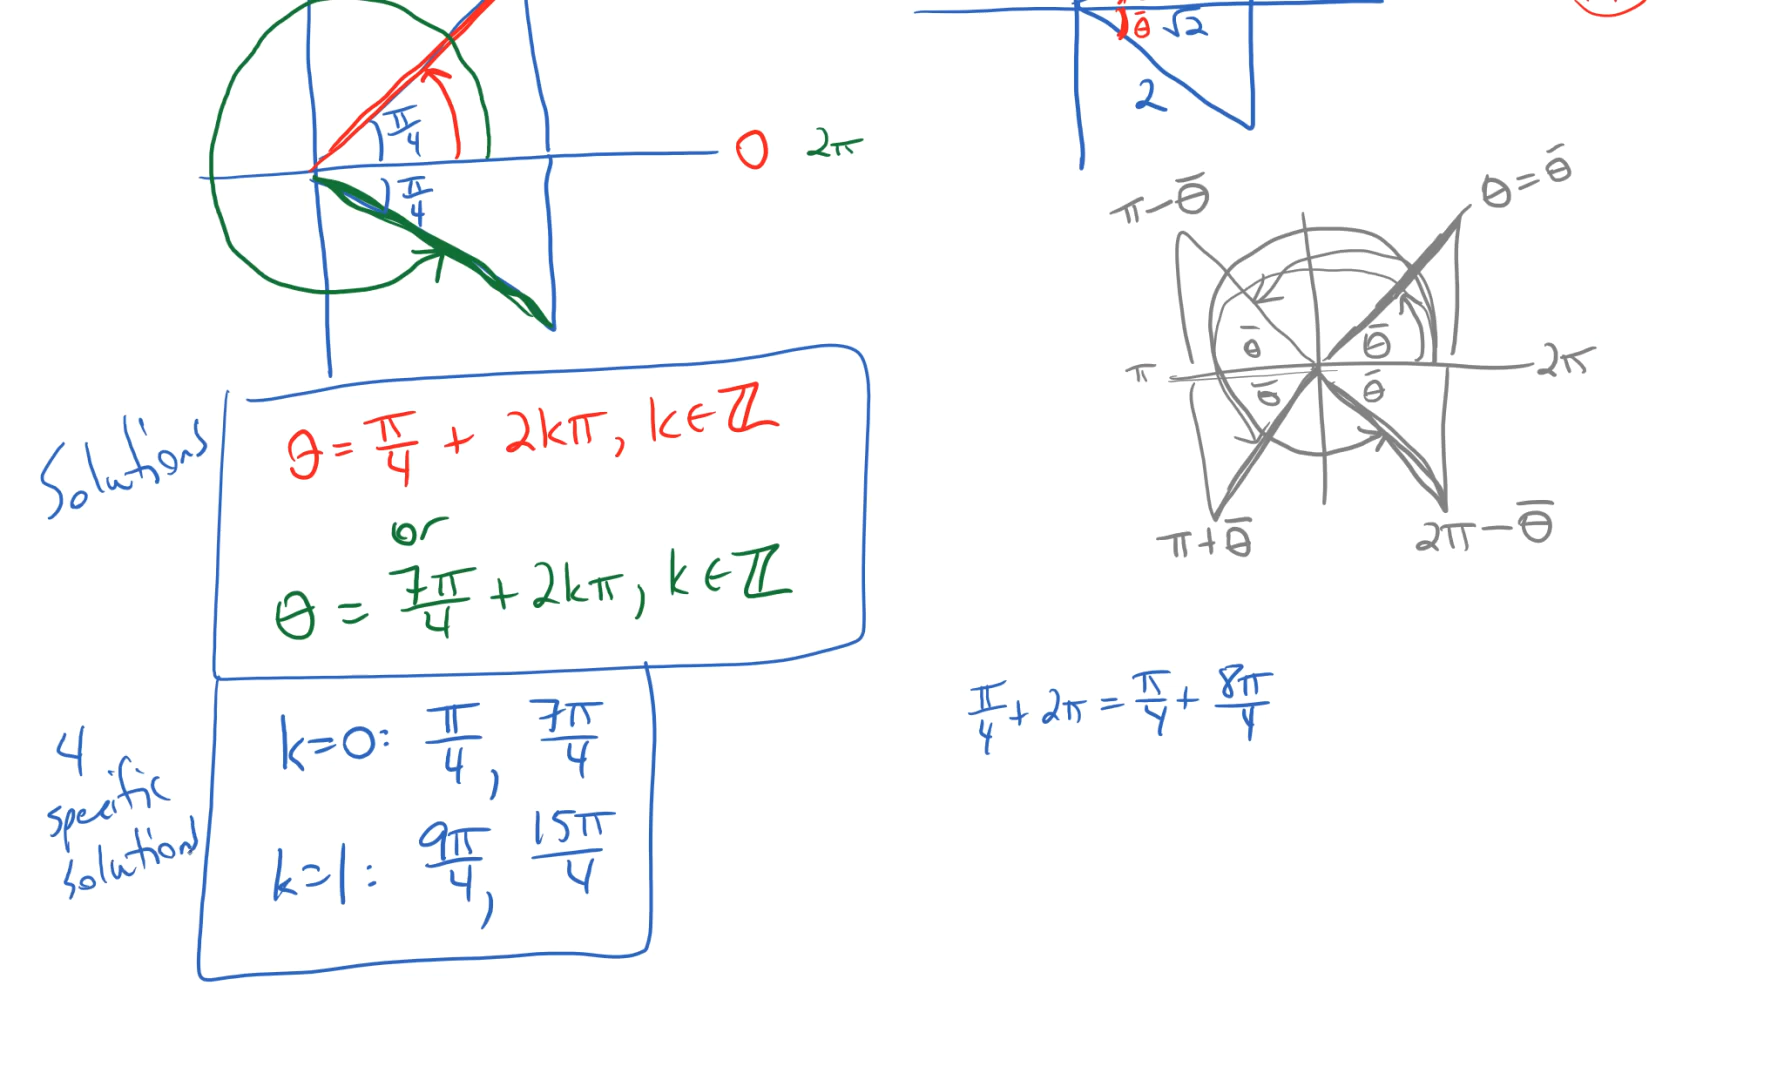 π/4
0 2π
π/4
θ̄ √2
2
π-θ̄
θ=θ̄
θ̄ θ̄
π 2π
θ̄ θ̄
π+θ̄ 2π-θ̄
Solutions
θ = π/4 + 2kπ, k∈ℤ
or
θ = 7π/4 + 2kπ, k∈ℤ
π/4 + 2π = π/4 + 8π/4
4 specific solutions
k=0: π/4, 7π/4
k=1: 9π/4, 15π/4